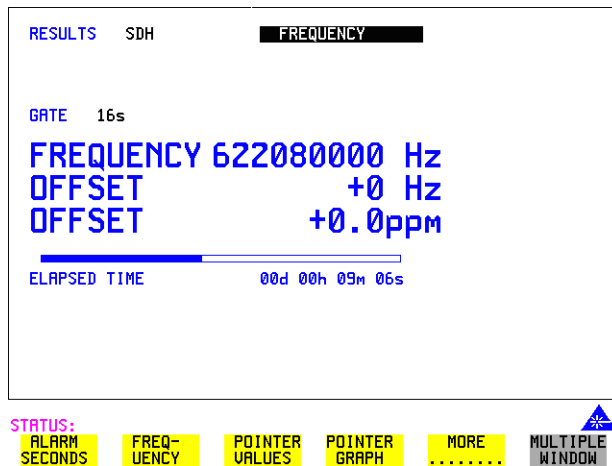 RESULTS SDH FREQUENCY
GATE 16s
FREQUENCY 622080000 Hz
OFFSET +0 Hz
OFFSET +0.0ppm
ELAPSED TIME 00d 00h 09m 06s
STATUS:
ALARM FREQ- POINTER POINTER MORE MULTIPLE
SECONDS UENCY VALUES GRAPH ........ WINDOW